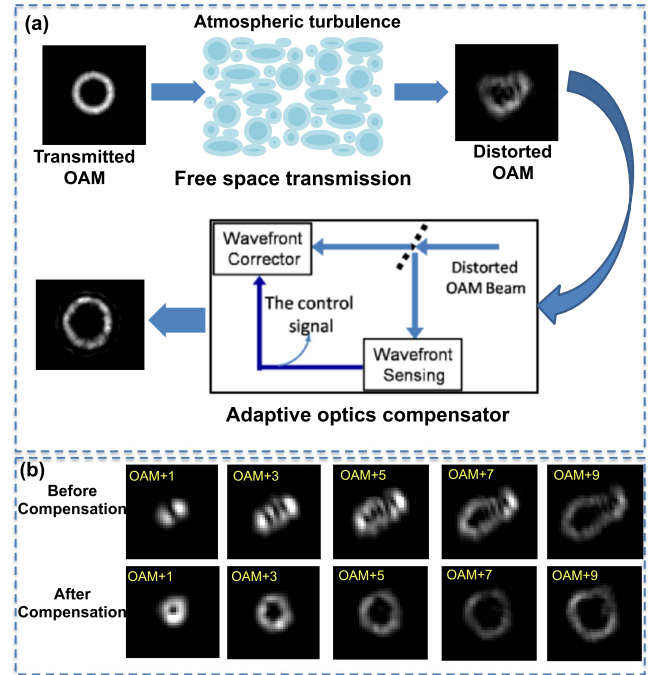 (a)
Atmospheric turbulence
Transmitted
OAM
Free space transmission
Distorted
OAM
Wavefront
Corrector
Distorted
OAM Beam
The control
signal
Wavefront
Sensing
Adaptive optics compensator
(b)
Before
Compensation
OAM+1
OAM+3
OAM+5
OAM+7
OAM+9
After
Compensation
OAM+1
OAM+3
OAM+5
OAM+7
OAM+9